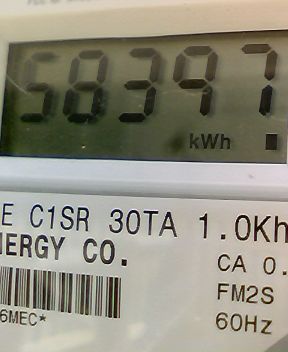 58397
kWh
E C1SR 30TA 1.0Kh
NERGY CO.
CA 0.
FM2S
6MEC*
60Hz